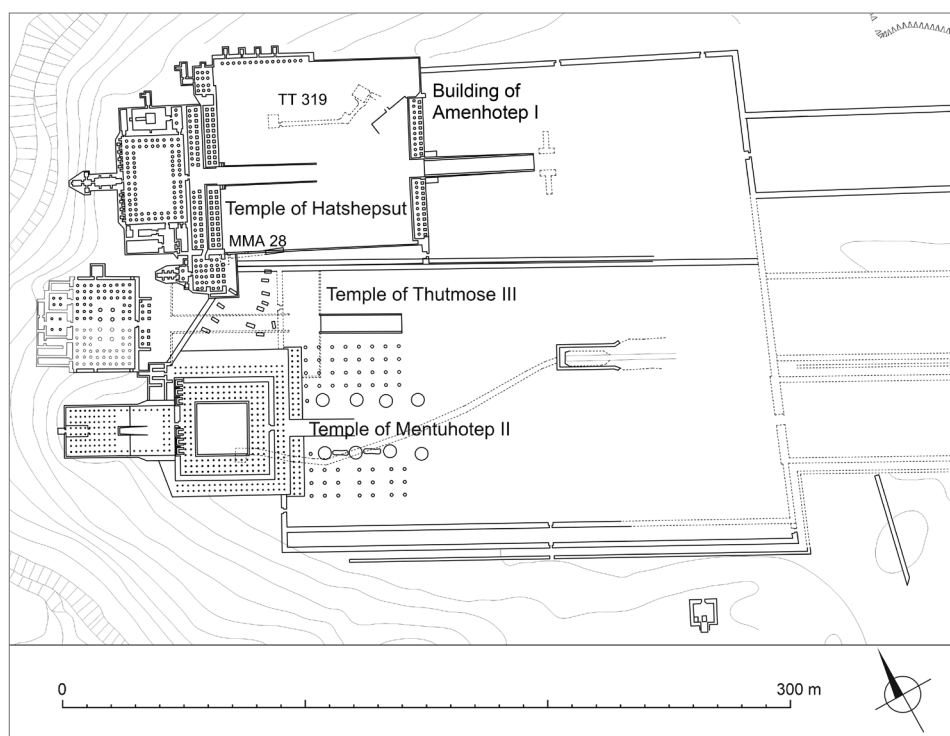 TT 319
Building of
Amenhotep I
Temple of Hatshepsut
MMA 28
Temple of Thutmose III
Temple of Mentuhotep II
0
300 m